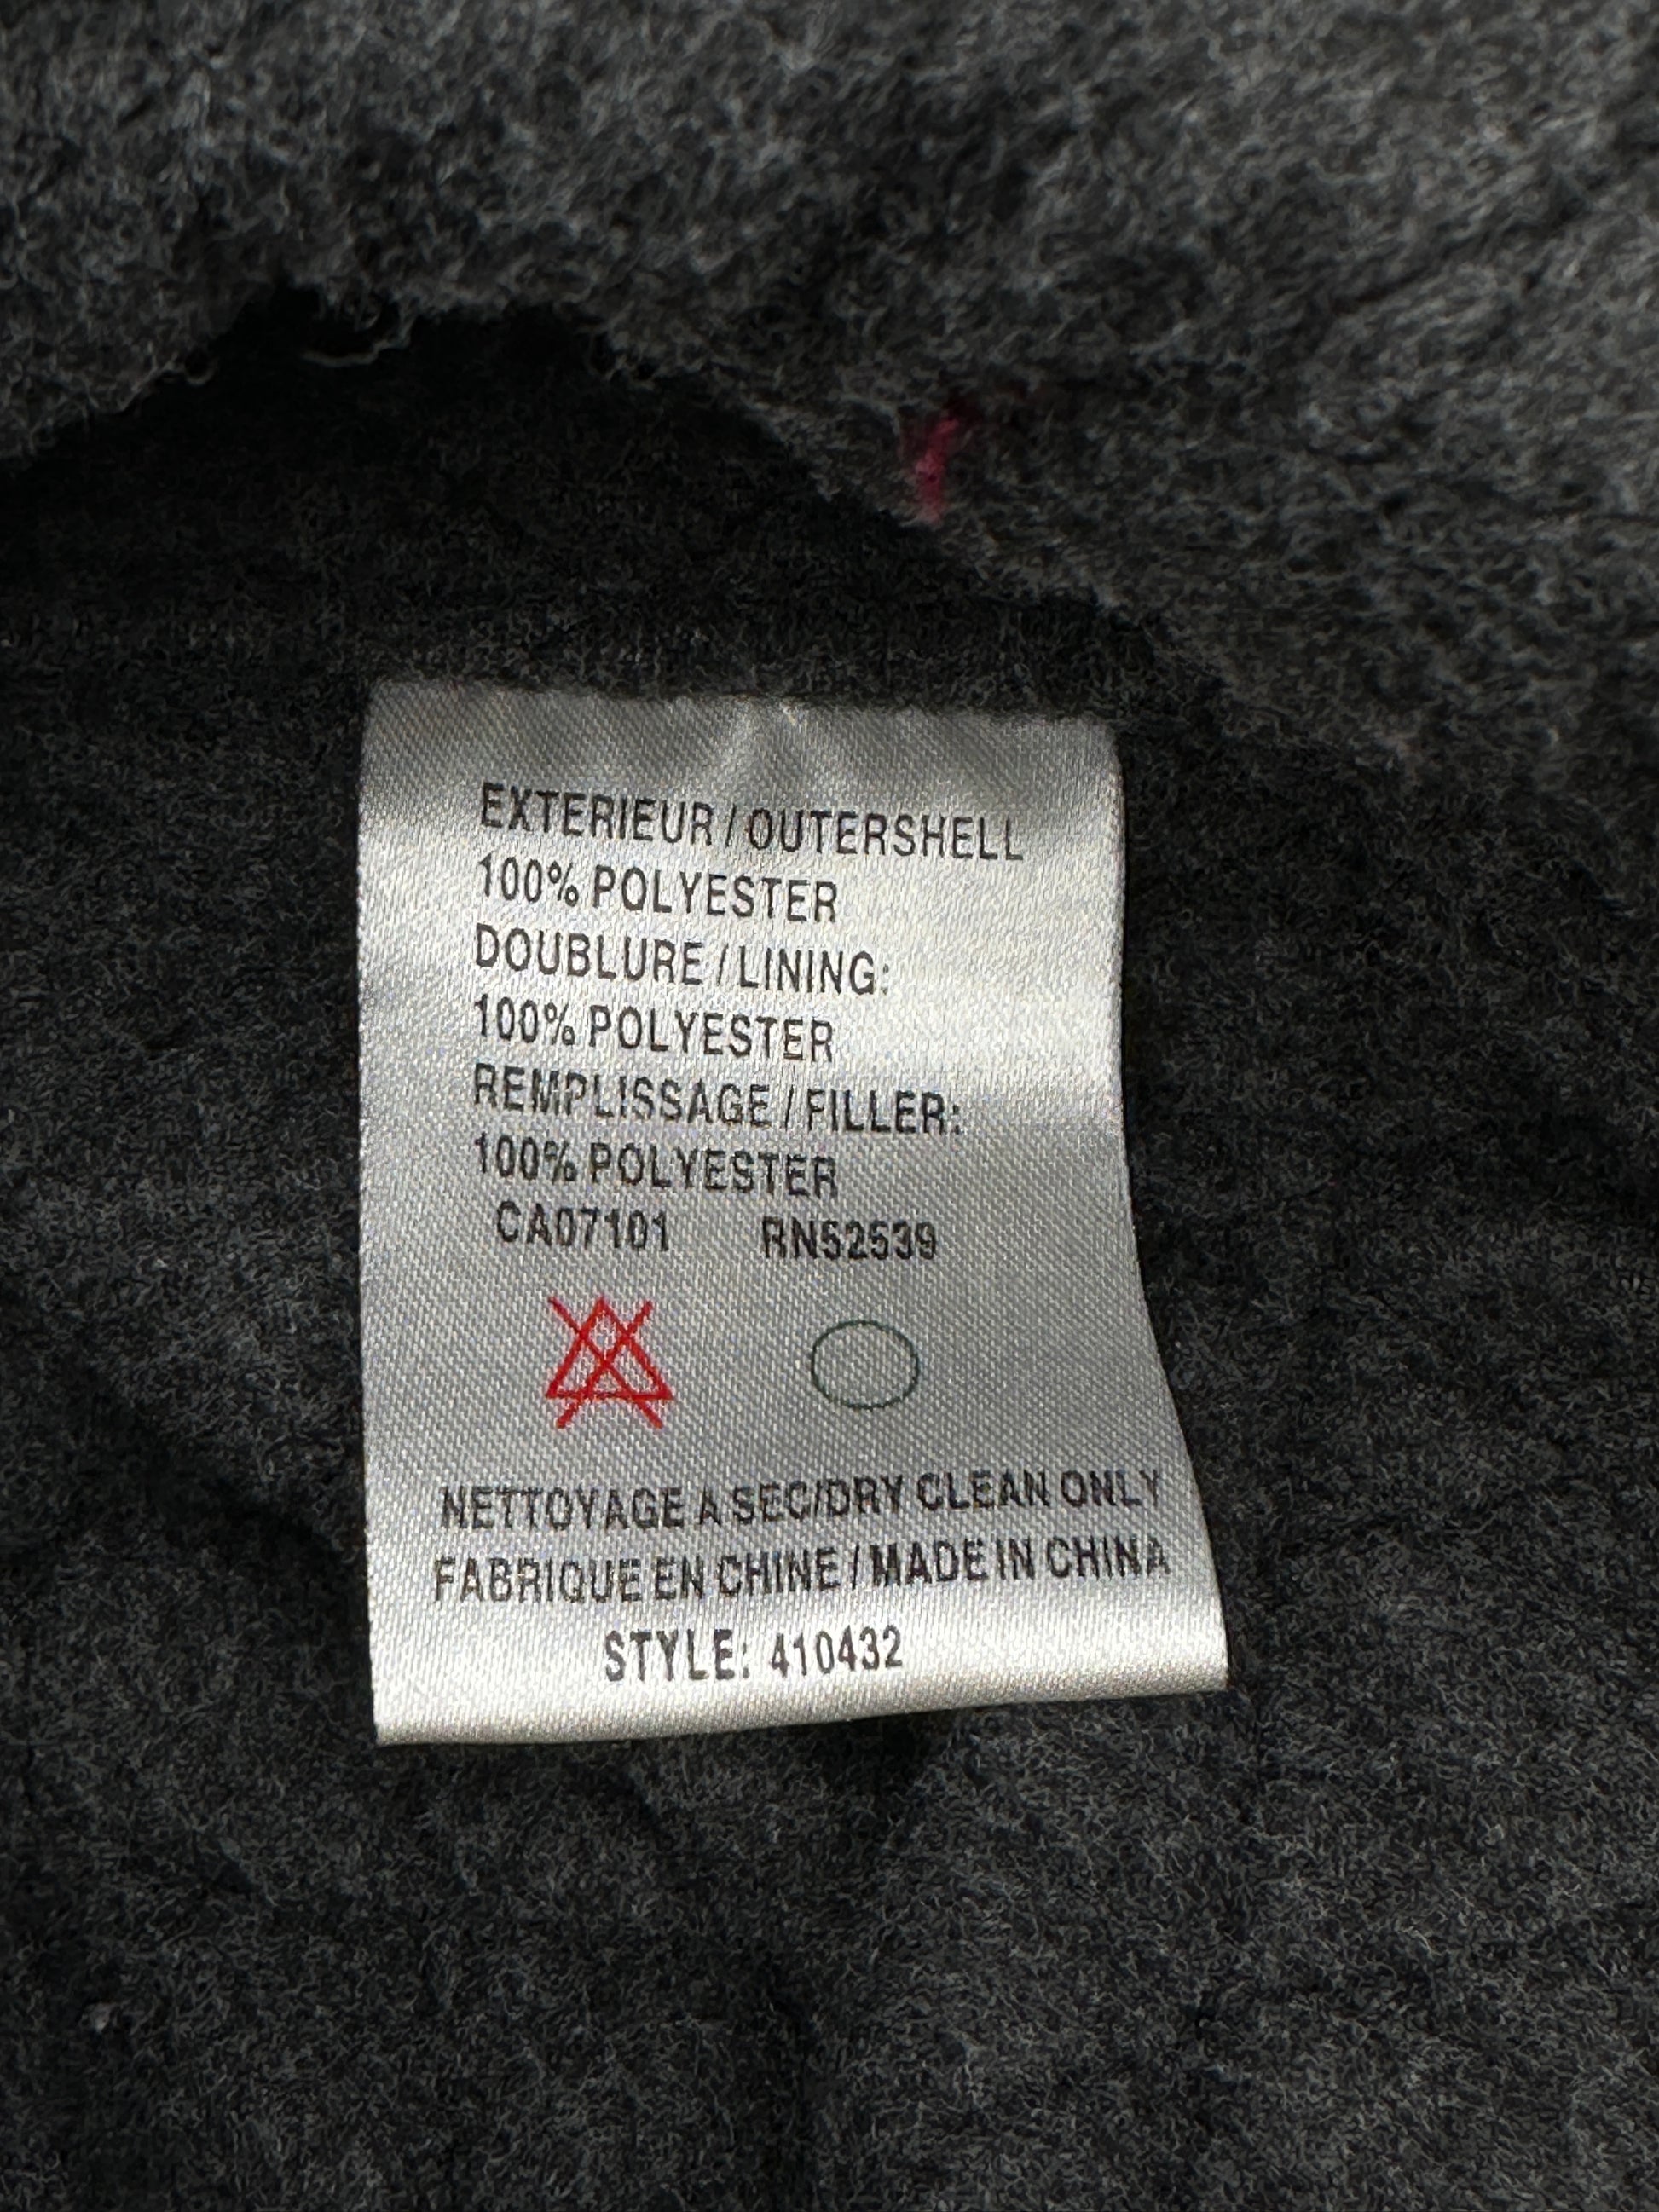 EXTERIEUR / OUTERSHELL
100% POLYESTER
DOUBLURE / LINING:
100% POLYESTER
REMPLISSAGE / FILLER:
100% POLYESTER
CA07101 RN52539
NETTOYAGE A SEC/DRY CLEAN ONLY
FABRIQUE EN CHINE / MADE IN CHINA
STYLE: 410432